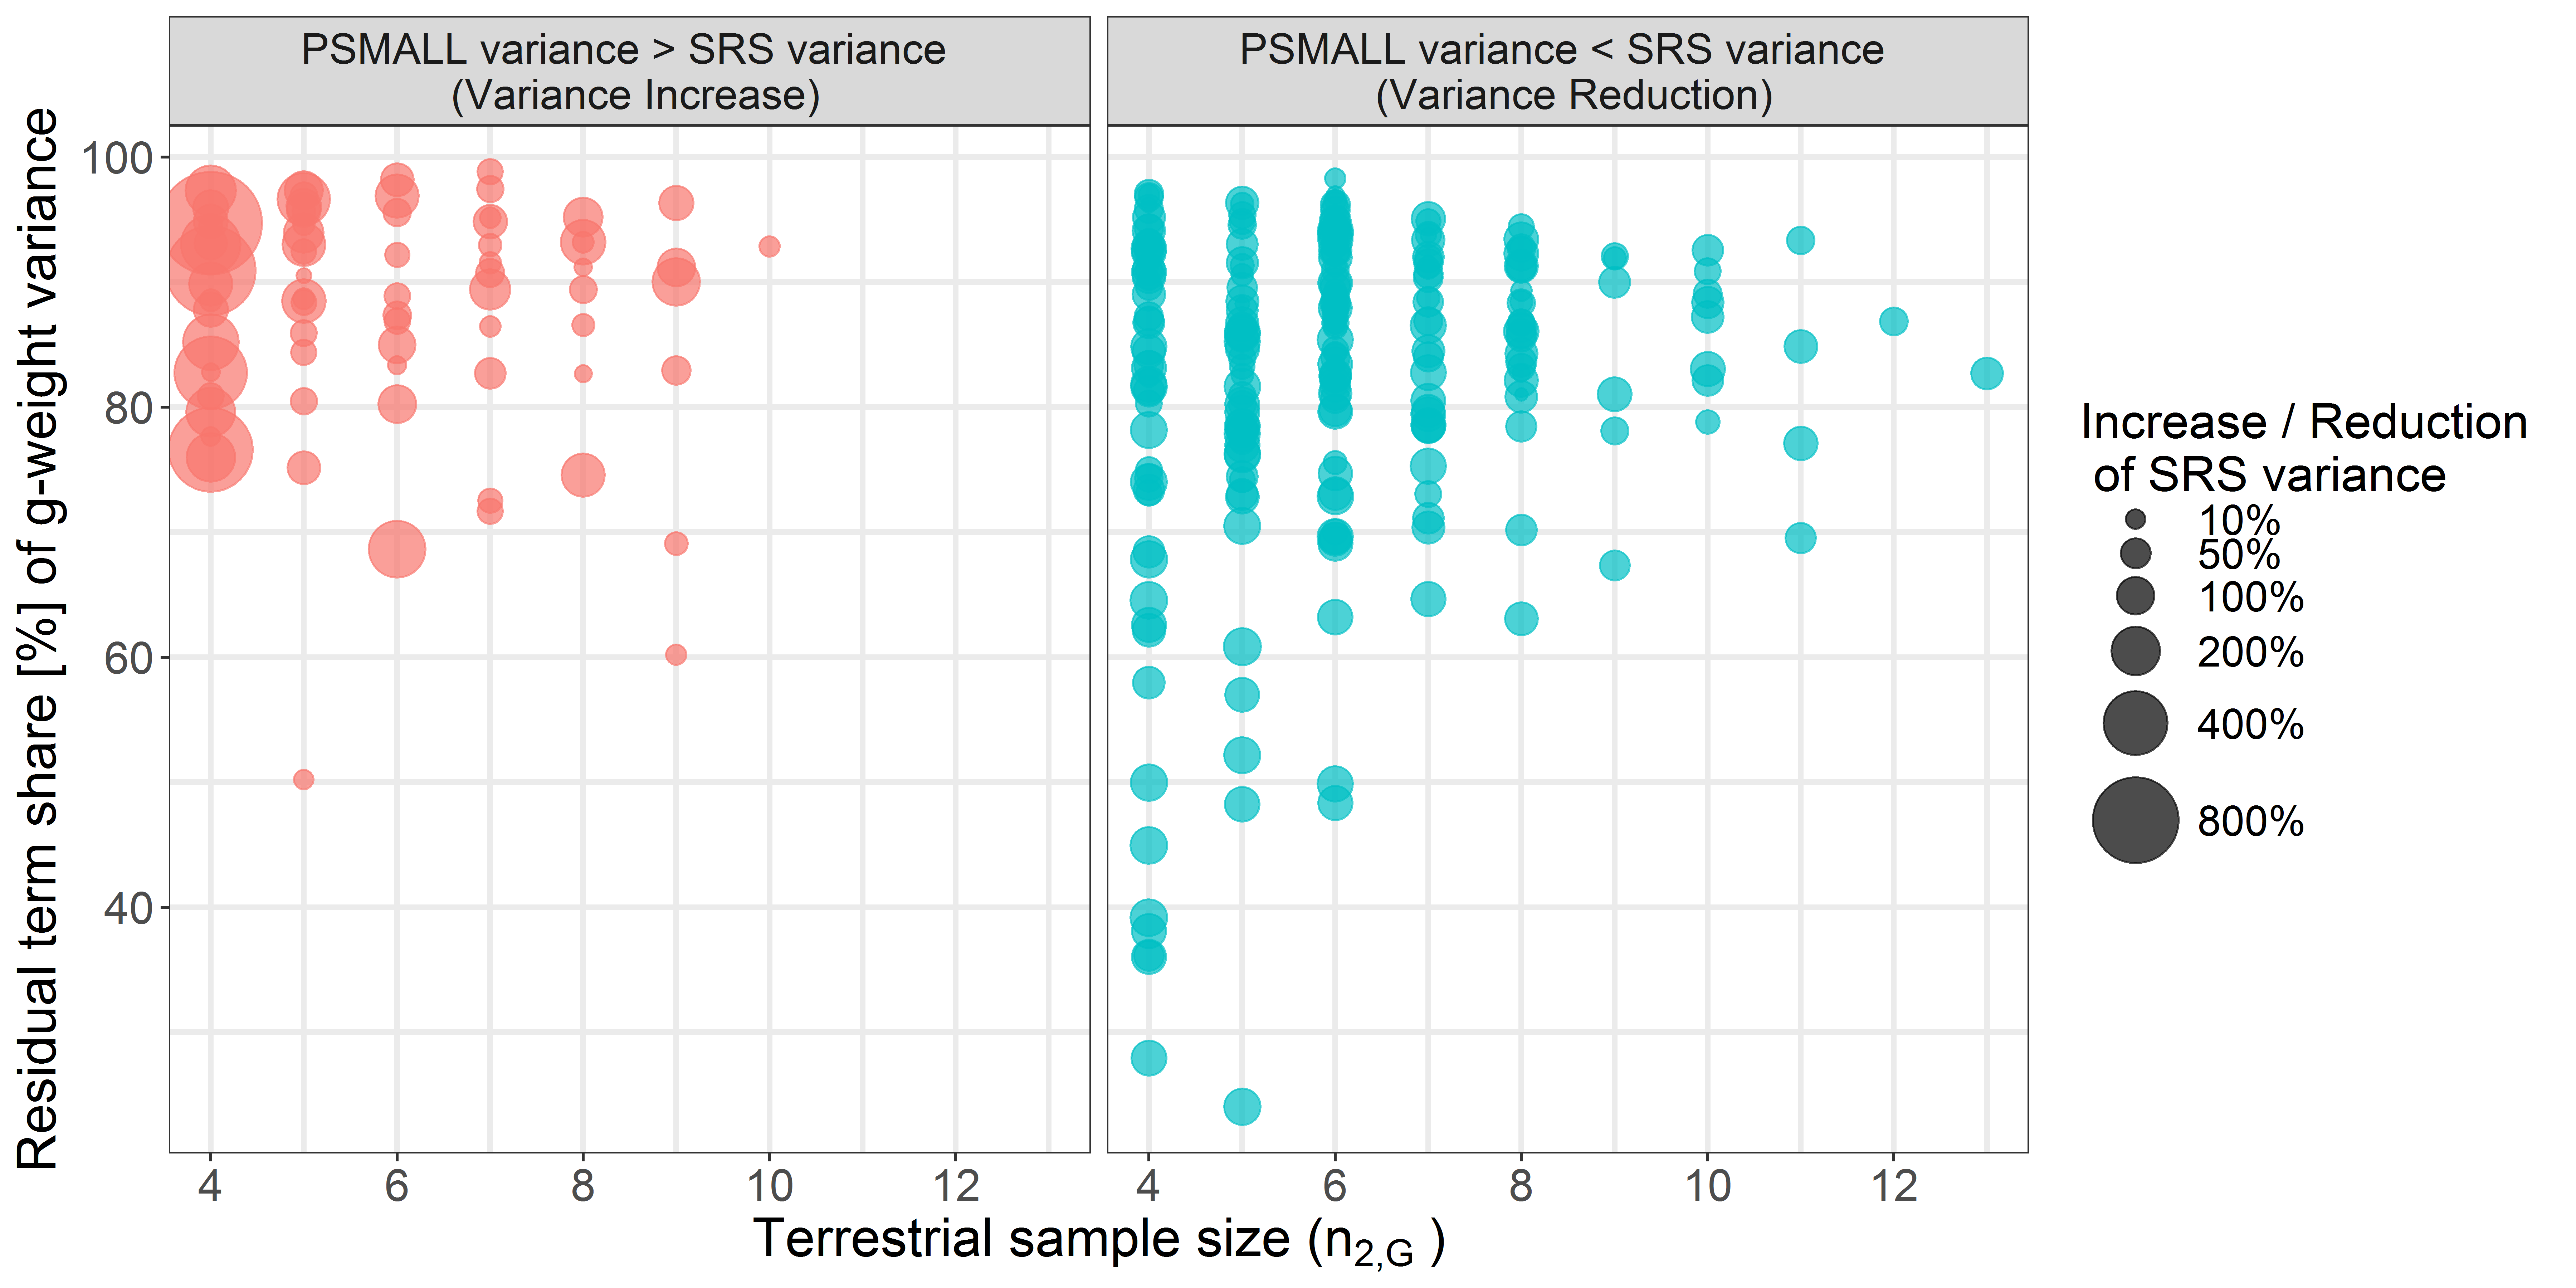 PSMALL variance > SRS variance
(Variance Increase)
PSMALL variance < SRS variance
(Variance Reduction)
Residual term share [%] of g-weight variance
100
80
60
40
4
6
8
10
12
4
6
8
10
12
Terrestrial sample size (n2,G )
Increase / Reduction
of SRS variance
10%
50%
100%
200%
400%
800%